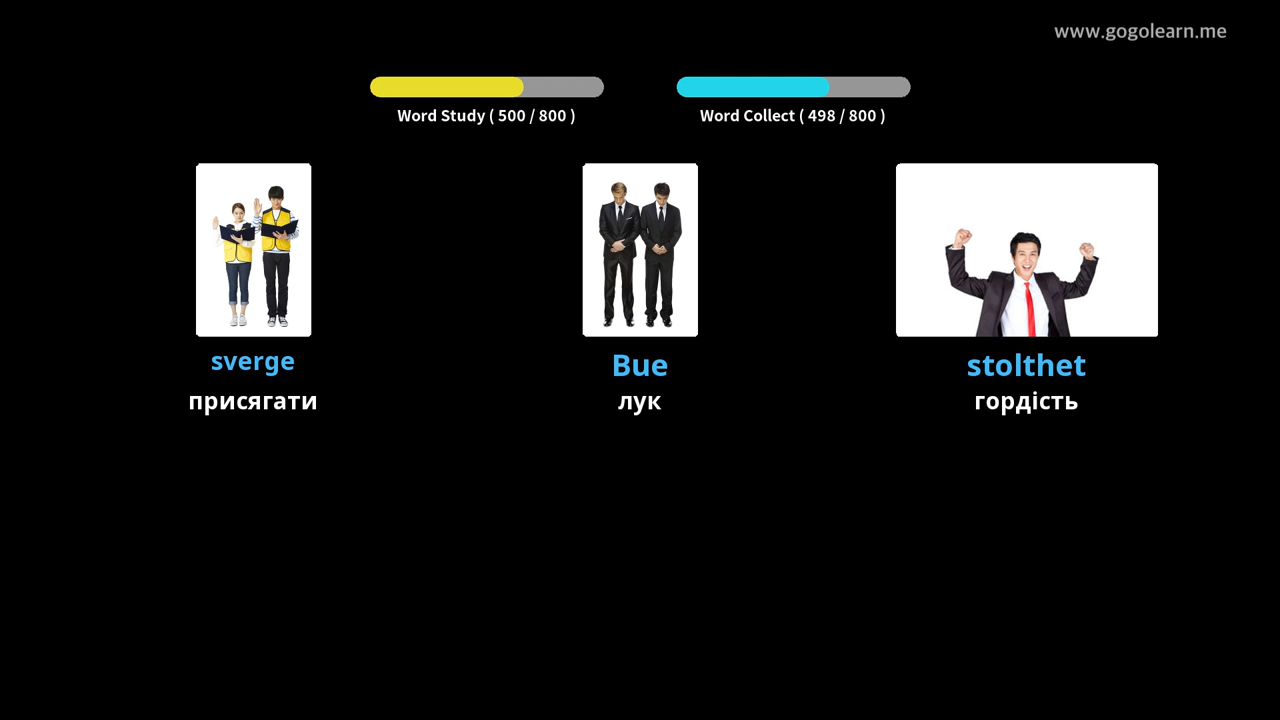 www.gogolearn.me
Word Study ( 500 / 800 )
Word Collect ( 498 / 800 )
sverge
Bue
stolthet
присягати
лук
гордість